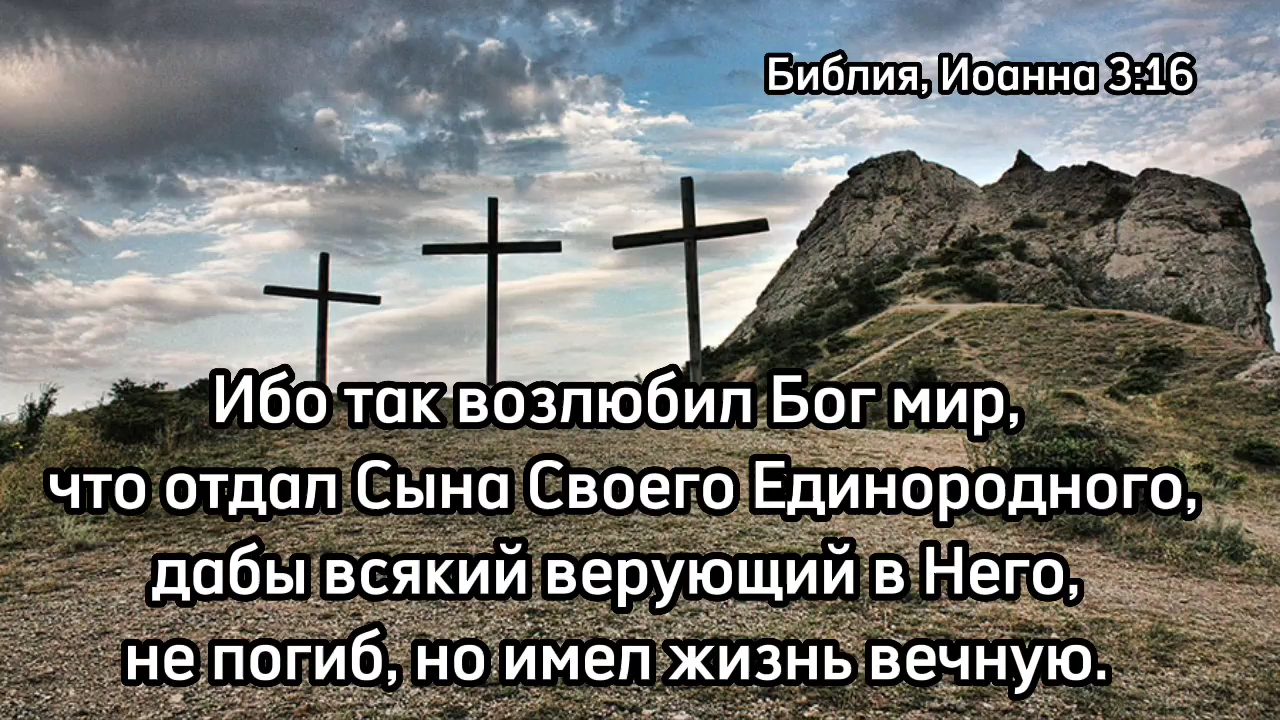 Библия, Иоанна 3:16
Ибо так возлюбил Бог мир,
что отдал Сына Своего Единородного,
дабы всякий верующий в Него,
не погиб, но имел жизнь вечную.